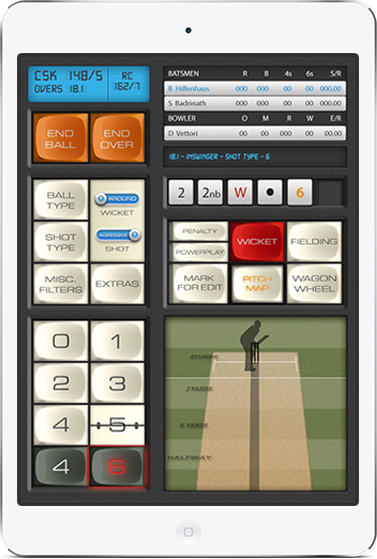 CSK 148/5
OVERS 18.1
RC
162/7
BATSMEN R B 4s 6s S/R
B Hilfenhaus 000 000 00 00 000.00
S Badrinath 000 000 00 00 000.00
BOWLER O M R W E/R
D Vettori 00 00 000 00 00.00
18.1 - INSWINGER - SHOT TYPE - 6
END BALL
END OVER
2 2nb W 6
BALL TYPE
AROUND
WICKET
SHOT TYPE
AGRESSIVE
SHOT
MISC. FILTERS
EXTRAS
PENALTY
POWERPLAY
WICKET
FIELDING
MARK FOR EDIT
PITCH MAP
WAGON WHEEL
0 1
2 3
4 5
4 6
STUMPS
2 YARDS
6 YARDS
HALFWAY